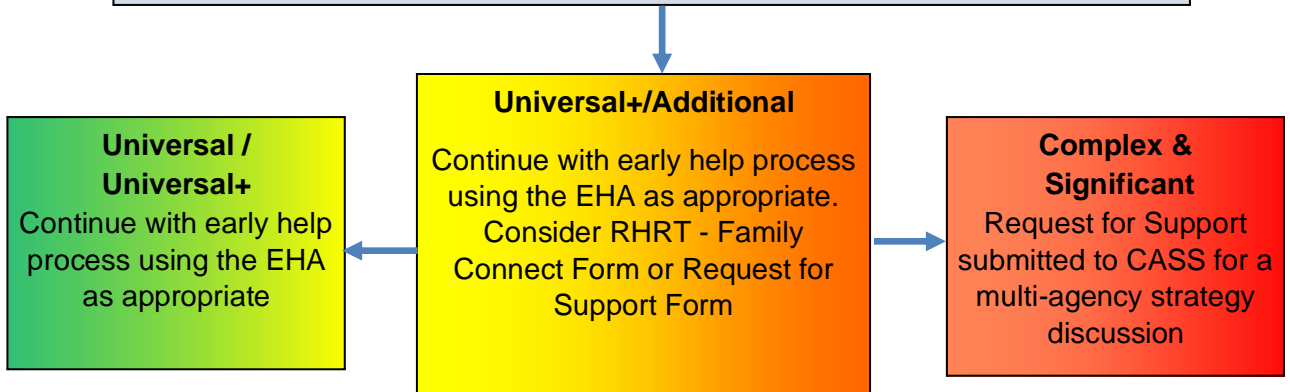 Universal /
Universal+
Continue with early help
process using the EHA
as appropriate
Universal+/Additional
Continue with early help process
using the EHA as appropriate.
Consider RHRT - Family
Connect Form or Request for
Support Form
Complex &
Significant
Request for Support
submitted to CASS for a
multi-agency strategy
discussion